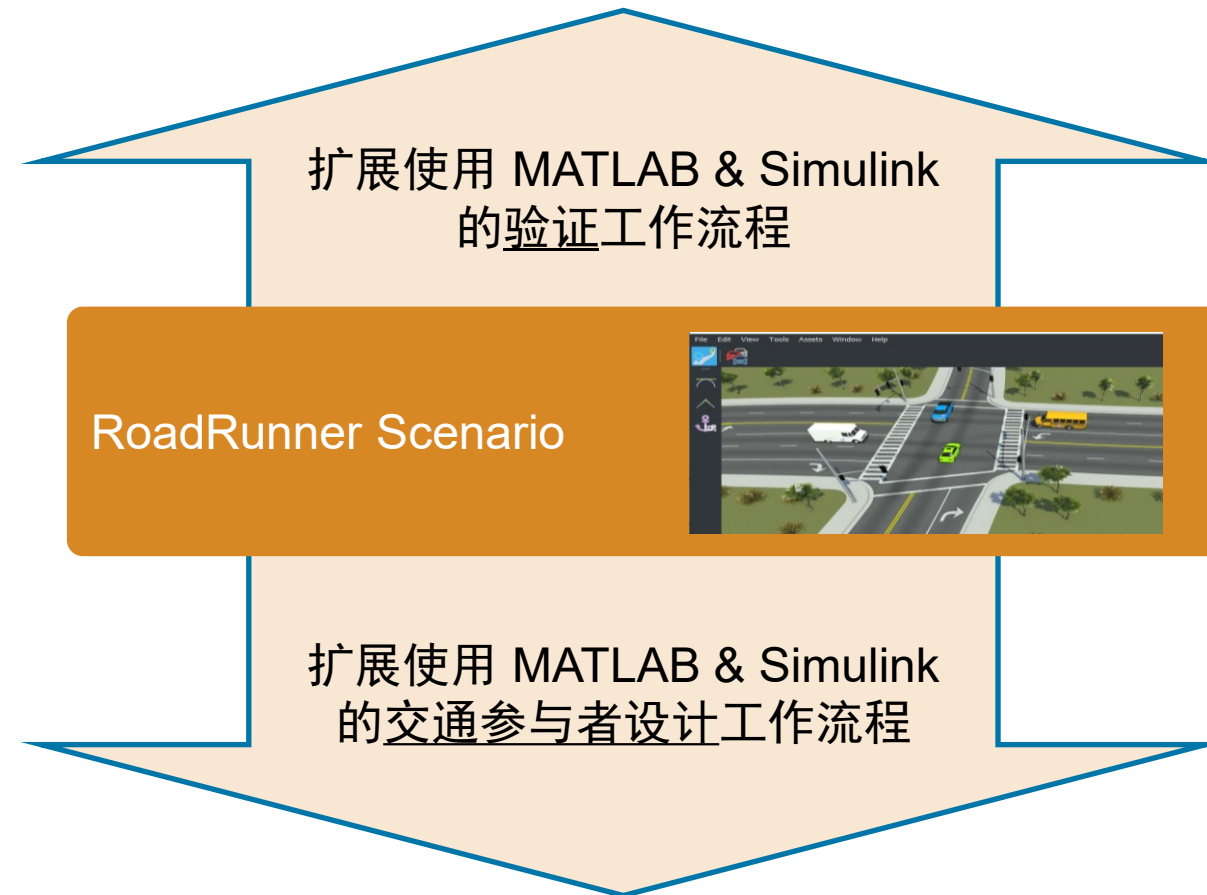 扩展使用 MATLAB & Simulink
的验证工作流程
RoadRunner Scenario
File Edit View Tools Assets Window Help
扩展使用 MATLAB & Simulink
的交通参与者设计工作流程